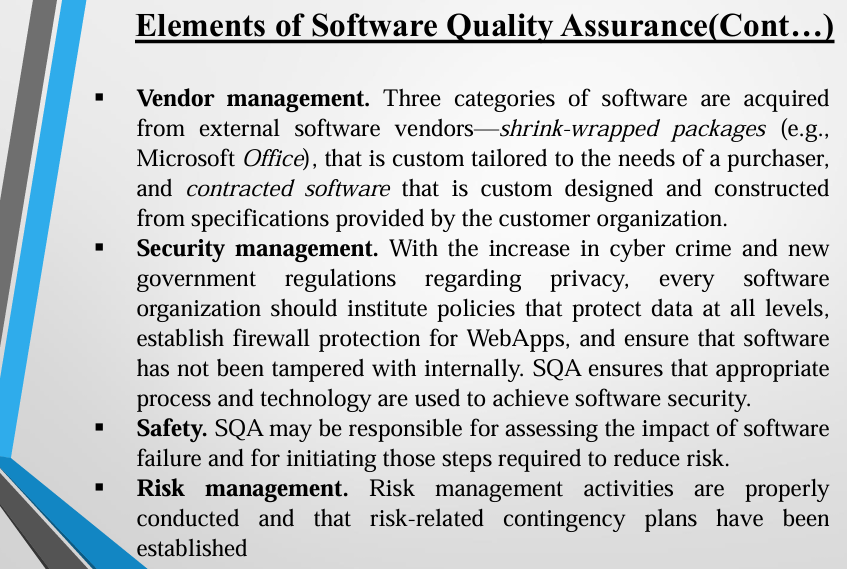 Elements of Software Quality Assurance(Cont…)
▪ Vendor management. Three categories of software are acquired
from external software vendors—shrink-wrapped packages (e.g.,
Microsoft Office), that is custom tailored to the needs of a purchaser,
and contracted software that is custom designed and constructed
from specifications provided by the customer organization.
▪ Security management. With the increase in cyber crime and new
government regulations regarding privacy, every software
organization should institute policies that protect data at all levels,
establish firewall protection for WebApps, and ensure that software
has not been tampered with internally. SQA ensures that appropriate
process and technology are used to achieve software security.
▪ Safety. SQA may be responsible for assessing the impact of software
failure and for initiating those steps required to reduce risk.
▪ Risk management. Risk management activities are properly
conducted and that risk-related contingency plans have been
established